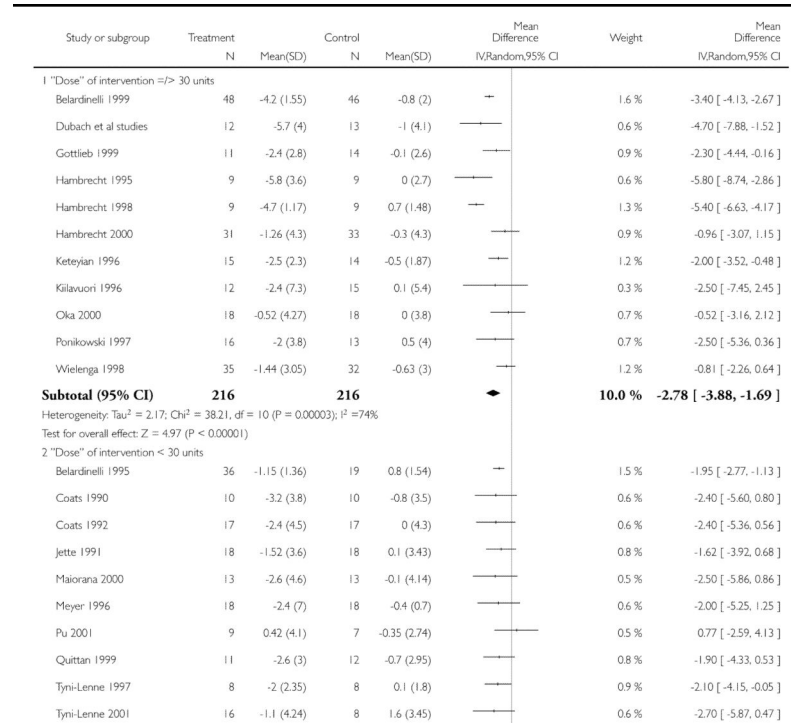 Study or subgroup Treatment Control Mean Difference Weight Mean Difference
N Mean(SD) N Mean(SD) IV,Random,95% CI IV,Random,95% CI
1 "Dose" of intervention =/> 30 units
Belardinelli 1999 48 -4.2 (1.55) 46 -0.8 (2) 1.6 % -3.40 [ -4.13, -2.67 ]
Dubach et al studies 12 -5.7 (4) 13 -1 (4.1) 0.6 % -4.70 [ -7.88, -1.52 ]
Gottlieb 1999 11 -2.4 (2.8) 14 -0.1 (2.6) 0.9 % -2.30 [ -4.44, -0.16 ]
Hambrecht 1995 9 -5.8 (3.6) 9 0 (2.7) 0.6 % -5.80 [ -8.74, -2.86 ]
Hambrecht 1998 9 -4.7 (1.17) 9 0.7 (1.48) 1.3 % -5.40 [ -6.63, -4.17 ]
Hambrecht 2000 31 -1.26 (4.3) 33 -0.3 (4.3) 0.9 % -0.96 [ -3.07, 1.15 ]
Keteyian 1996 15 -2.5 (2.3) 14 -0.5 (1.87) 1.2 % -2.00 [ -3.52, -0.48 ]
Kiilavuori 1996 12 -2.4 (7.3) 15 0.1 (5.4) 0.3 % -2.50 [ -7.45, 2.45 ]
Oka 2000 18 -0.52 (4.27) 18 0 (3.8) 0.7 % -0.52 [ -3.16, 2.12 ]
Ponikowski 1997 16 -2 (3.8) 13 0.5 (4) 0.7 % -2.50 [ -5.36, 0.36 ]
Wielenga 1998 35 -1.44 (3.05) 32 -0.63 (3) 1.2 % -0.81 [ -2.26, 0.64 ]
Subtotal (95% CI) 216 216 10.0 % -2.78 [ -3.88, -1.69 ]
Heterogeneity: Tau² = 2.17; Chi² = 38.21, df = 10 (P = 0.00003); I² =74%
Test for overall effect: Z = 4.97 (P < 0.00001)
2 "Dose" of intervention < 30 units
Belardinelli 1995 36 -1.15 (1.36) 19 0.8 (1.54) 1.5 % -1.95 [ -2.77, -1.13 ]
Coats 1990 10 -3.2 (3.8) 10 -0.8 (3.5) 0.6 % -2.40 [ -5.60, 0.80 ]
Coats 1992 17 -2.4 (4.5) 17 0 (4.3) 0.6 % -2.40 [ -5.36, 0.56 ]
Jette 1991 18 -1.52 (3.6) 18 0.1 (3.43) 0.8 % -1.62 [ -3.92, 0.68 ]
Maiorana 2000 13 -2.6 (4.6) 13 -0.1 (4.14) 0.5 % -2.50 [ -5.86, 0.86 ]
Meyer 1996 18 -2.4 (7) 18 -0.4 (0.7) 0.6 % -2.00 [ -5.25, 1.25 ]
Pu 2001 9 0.42 (4.1) 7 -0.35 (2.74) 0.5 % 0.77 [ -2.59, 4.13 ]
Quittan 1999 11 -2.6 (3) 12 -0.7 (2.95) 0.8 % -1.90 [ -4.33, 0.53 ]
Tyni-Lenne 1997 8 -2 (2.35) 8 0.1 (1.8) 0.9 % -2.10 [ -4.15, -0.05 ]
Tyni-Lenne 2001 16 -1.1 (4.24) 8 1.6 (3.45) 0.6 % -2.70 [ -5.87, 0.47 ]